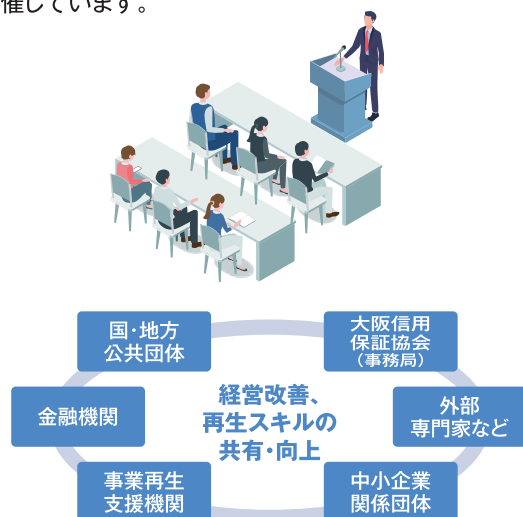 催しています。
国・地方
公共団体
大阪信用
保証協会
（事務局）
金融機関
経営改善、
再生スキルの
共有・向上
外部
専門家など
事業再生
支援機関
中小企業
関係団体